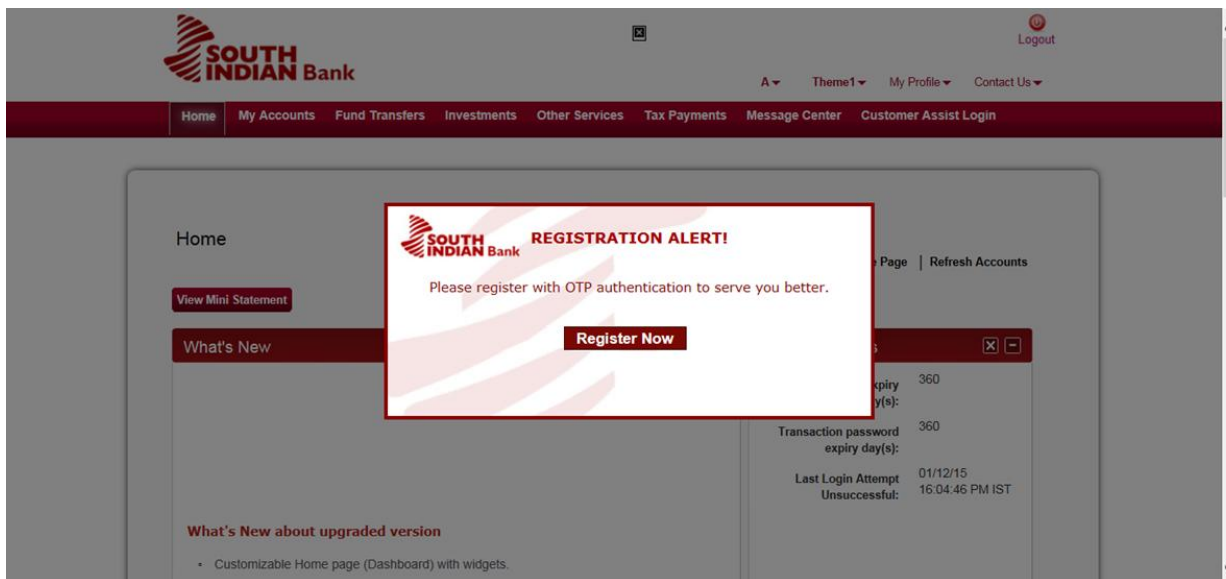 SOUTH
INDIAN Bank
Logout
A Theme1 My Profile Contact Us
Home My Accounts Fund Transfers Investments Other Services Tax Payments Message Center Customer Assist Login
Home
Page | Refresh Accounts
View Mini Statement
SOUTH
INDIAN Bank
REGISTRATION ALERT!
Please register with OTP authentication to serve you better.
Register Now
What's New
360
Transaction password
expiry day(s):
360
Last Login Attempt
Unsuccessful:
01/12/15
16:04:46 PM IST
What's New about upgraded version
• Customizable Home page (Dashboard) with widgets.